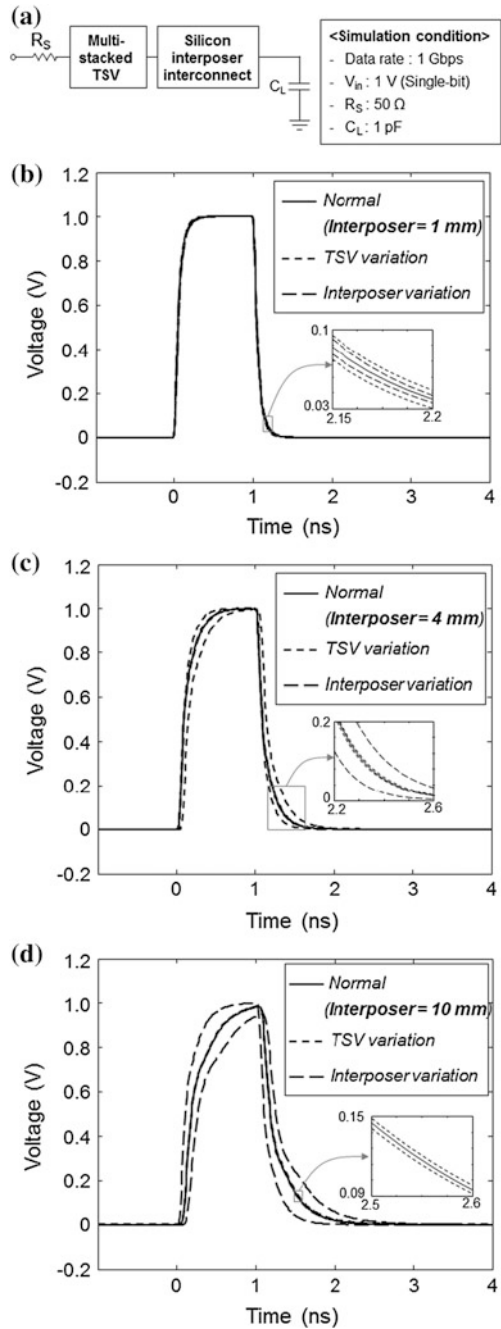 (a)
R_S
Multi-
stacked
TSV
Silicon
interposer
interconnect
C_L
<Simulation condition>
- Data rate : 1 Gbps
- V_in : 1 V (Single-bit)
- R_S : 50 Ω
- C_L : 1 pF
(b)
Voltage (V)
1.2
1.0
0.8
0.6
0.4
0.2
0
-0.2
Normal
(Interposer = 1 mm)
TSV variation
Interposer variation
0.1
0.03
2.15
2.2
0
1
2
3
4
Time (ns)
(c)
Voltage (V)
1.2
1.0
0.8
0.6
0.4
0.2
0
-0.2
Normal
(Interposer = 4 mm)
TSV variation
Interposer variation
0.2
0
2.2
2.6
0
1
2
3
4
Time (ns)
(d)
Voltage (V)
1.2
1.0
0.8
0.6
0.4
0.2
0
-0.2
Normal
(Interposer = 10 mm)
TSV variation
Interposer variation
0.15
0.09
2.5
2.6
0
1
2
3
4
Time (ns)